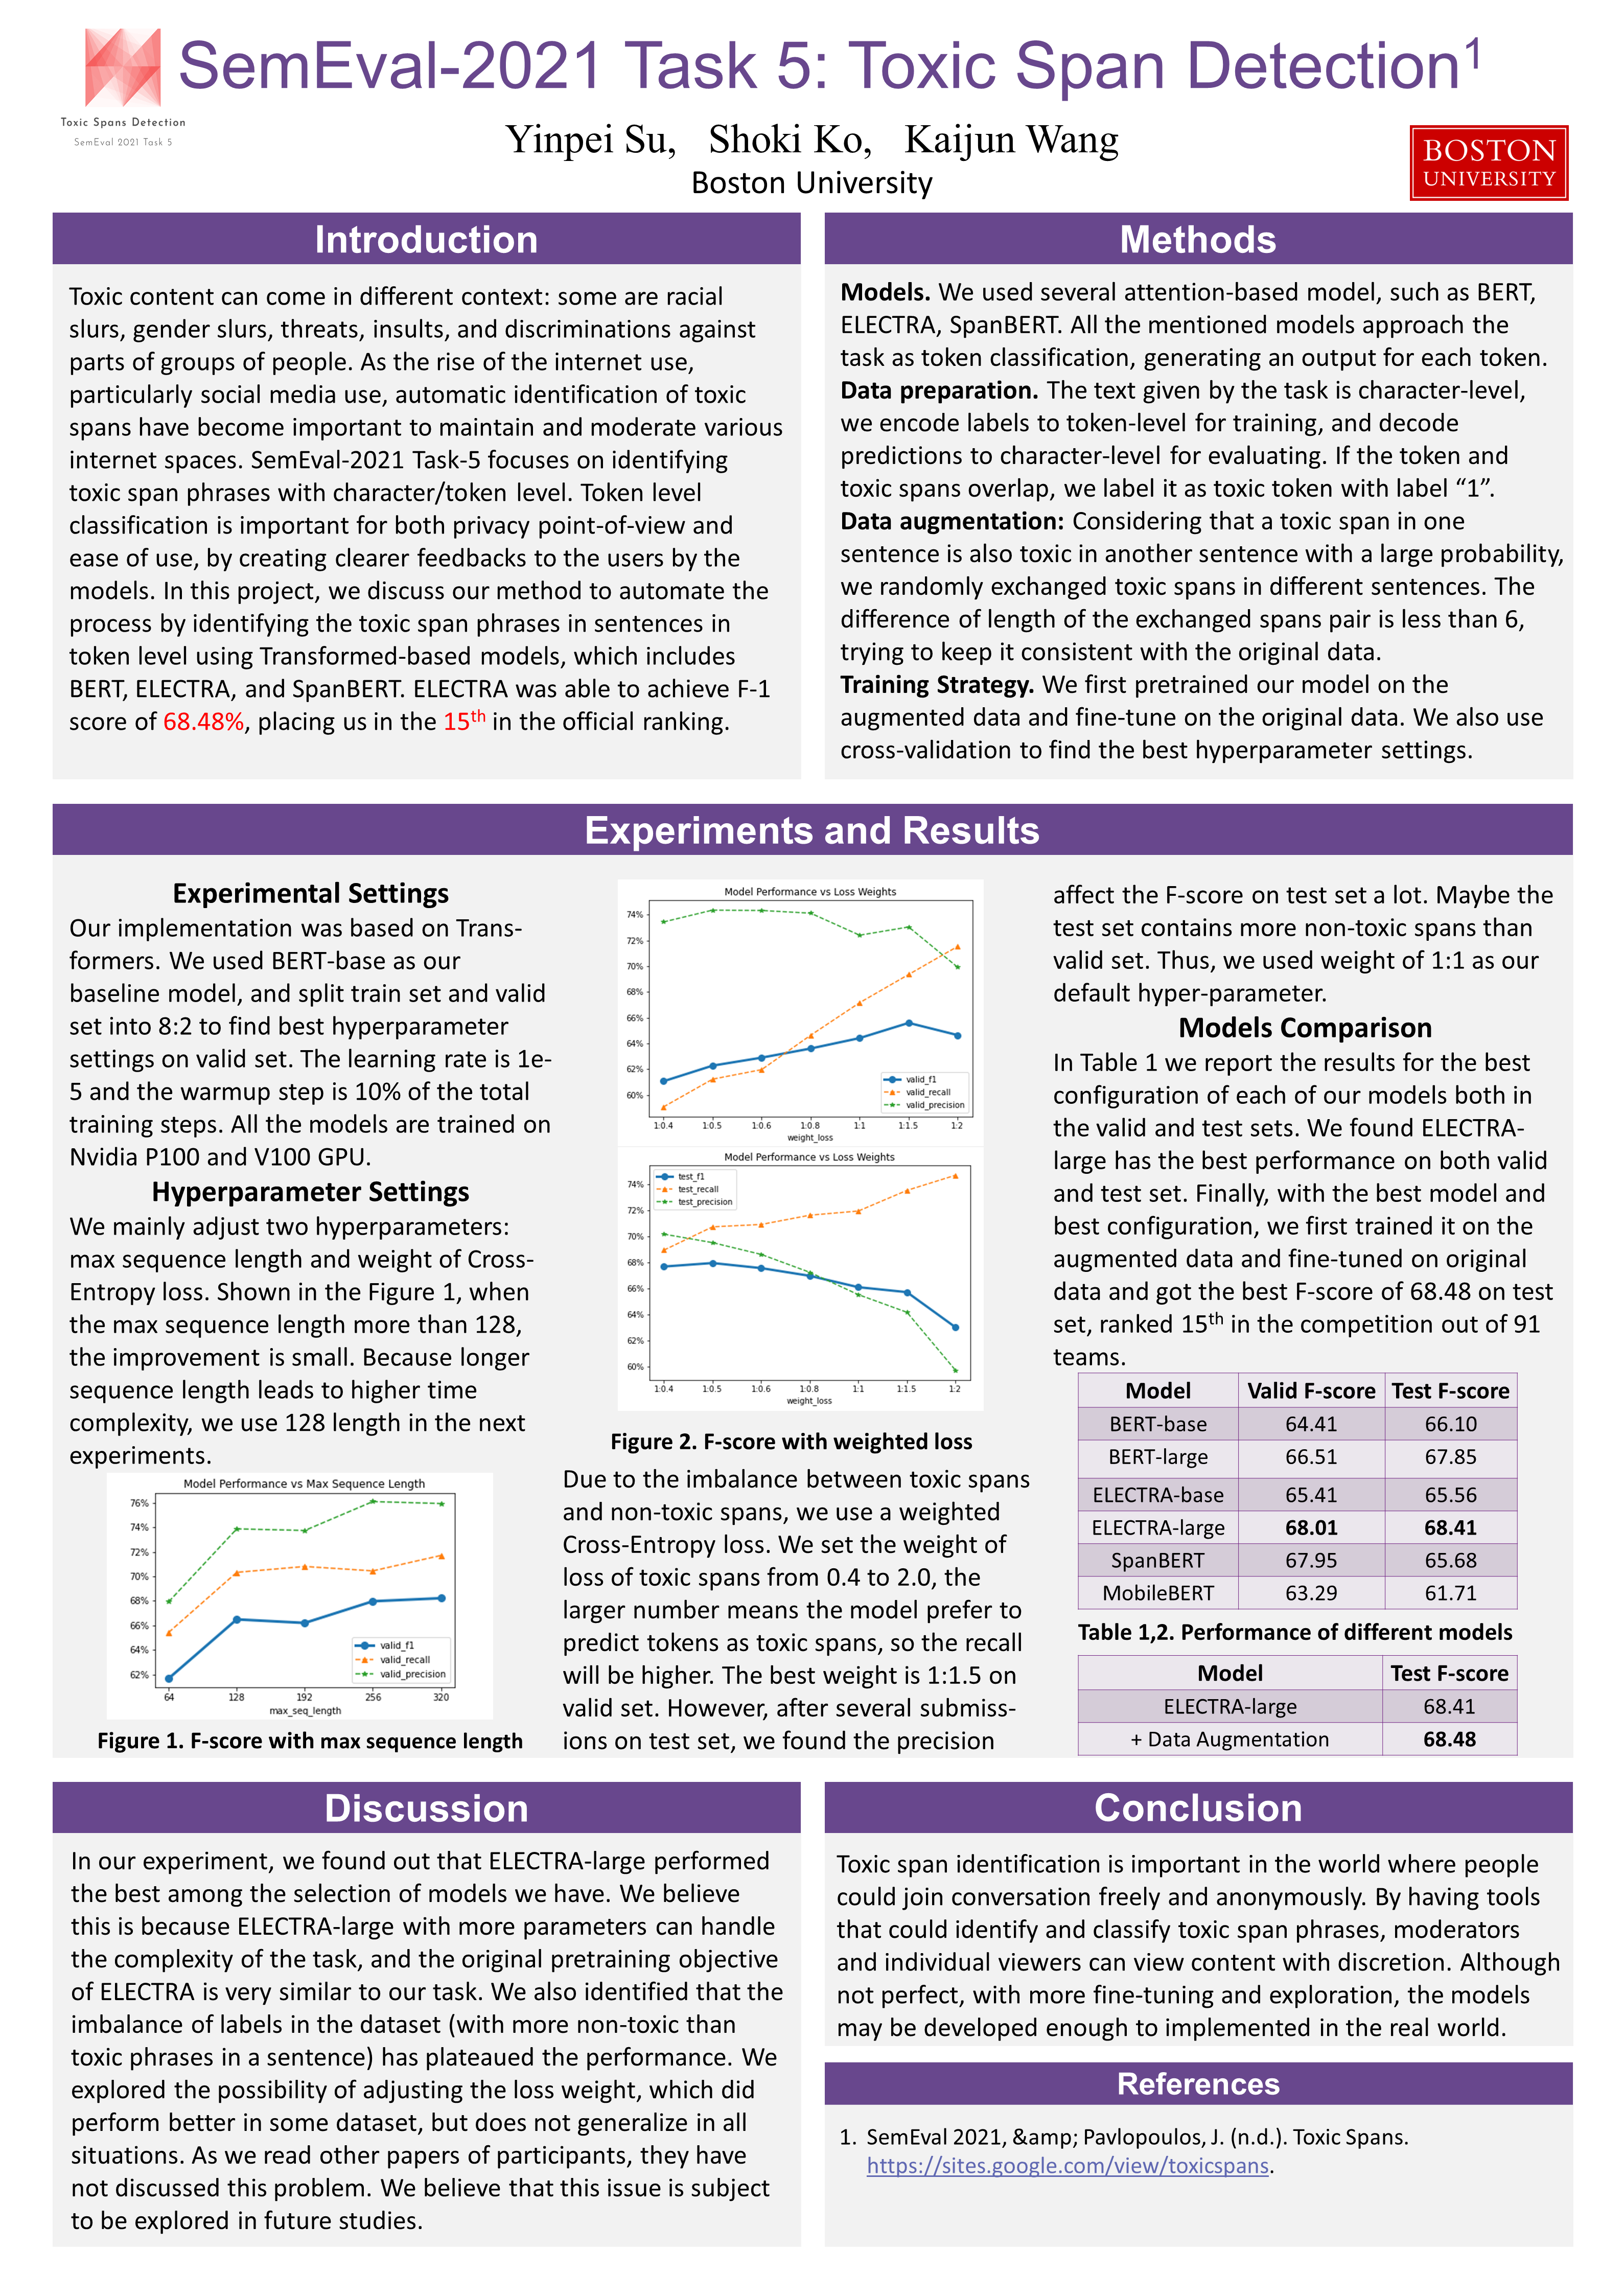 SemEval-2021 Task 5: Toxic Span Detection1
Toxic Spans Detection
SemEval 2021 Task 5
Yinpei Su, Shoki Ko, Kaijun Wang
Boston University
BOSTON
UNIVERSITY
Introduction
Toxic content can come in different context: some are racial
slurs, gender slurs, threats, insults, and discriminations against
parts of groups of people. As the rise of the internet use,
particularly social media use, automatic identification of toxic
spans have become important to maintain and moderate various
internet spaces. SemEval-2021 Task-5 focuses on identifying
toxic span phrases with character/token level. Token level
classification is important for both privacy point-of-view and
ease of use, by creating clearer feedbacks to the users by the
models. In this project, we discuss our method to automate the
process by identifying the toxic span phrases in sentences in
token level using Transformed-based models, which includes
BERT, ELECTRA, and SpanBERT. ELECTRA was able to achieve F-1
score of 68.48%, placing us in the 15th in the official ranking.
Methods
Models. We used several attention-based model, such as BERT,
ELECTRA, SpanBERT. All the mentioned models approach the
task as token classification, generating an output for each token.
Data preparation. The text given by the task is character-level,
we encode labels to token-level for training, and decode
predictions to character-level for evaluating. If the token and
toxic spans overlap, we label it as toxic token with label “1”.
Data augmentation: Considering that a toxic span in one
sentence is also toxic in another sentence with a large probability,
we randomly exchanged toxic spans in different sentences. The
difference of length of the exchanged spans pair is less than 6,
trying to keep it consistent with the original data.
Training Strategy. We first pretrained our model on the
augmented data and fine-tune on the original data. We also use
cross-validation to find the best hyperparameter settings.
Experiments and Results
Experimental Settings
Our implementation was based on Trans-
formers. We used BERT-base as our
baseline model, and split train set and valid
set into 8:2 to find best hyperparameter
settings on valid set. The learning rate is 1e-
5 and the warmup step is 10% of the total
training steps. All the models are trained on
Nvidia P100 and V100 GPU.
Hyperparameter Settings
We mainly adjust two hyperparameters:
max sequence length and weight of Cross-
Entropy loss. Shown in the Figure 1, when
the max sequence length more than 128,
the improvement is small. Because longer
sequence length leads to higher time
complexity, we use 128 length in the next
experiments.
Model Performance vs Max Sequence Length
76%
74%
72%
70%
68%
66%
64%
62%
valid_f1
valid_recall
valid_precision
64 128 192 256 320
max_seq_length
Figure 1. F-score with max sequence length
Model Performance vs Loss Weights
74%
72%
70%
68%
66%
64%
62%
60%
valid_f1
valid_recall
valid_precision
1:0.4 1:0.5 1:0.6 1:0.8 1:1 1:1.5 1:2
weight_loss
Model Performance vs Loss Weights
test_f1
test_recall
test_precision
74%
72%
70%
68%
66%
64%
62%
60%
1:0.4 1:0.5 1:0.6 1:0.8 1:1 1:1.5 1:2
weight_loss
Figure 2. F-score with weighted loss
Due to the imbalance between toxic spans
and non-toxic spans, we use a weighted
Cross-Entropy loss. We set the weight of
loss of toxic spans from 0.4 to 2.0, the
larger number means the model prefer to
predict tokens as toxic spans, so the recall
will be higher. The best weight is 1:1.5 on
valid set. However, after several submiss-
ions on test set, we found the precision
affect the F-score on test set a lot. Maybe the
test set contains more non-toxic spans than
valid set. Thus, we used weight of 1:1 as our
default hyper-parameter.
Models Comparison
In Table 1 we report the results for the best
configuration of each of our models both in
the valid and test sets. We found ELECTRA-
large has the best performance on both valid
and test set. Finally, with the best model and
best configuration, we first trained it on the
augmented data and fine-tuned on original
data and got the best F-score of 68.48 on test
set, ranked 15th in the competition out of 91
teams.
Model Valid F-score Test F-score
BERT-base 64.41 66.10
BERT-large 66.51 67.85
ELECTRA-base 65.41 65.56
ELECTRA-large 68.01 68.41
SpanBERT 67.95 65.68
MobileBERT 63.29 61.71
Table 1,2. Performance of different models
Model Test F-score
ELECTRA-large 68.41
+ Data Augmentation 68.48
Discussion
In our experiment, we found out that ELECTRA-large performed
the best among the selection of models we have. We believe
this is because ELECTRA-large with more parameters can handle
the complexity of the task, and the original pretraining objective
of ELECTRA is very similar to our task. We also identified that the
imbalance of labels in the dataset (with more non-toxic than
toxic phrases in a sentence) has plateaued the performance. We
explored the possibility of adjusting the loss weight, which did
perform better in some dataset, but does not generalize in all
situations. As we read other papers of participants, they have
not discussed this problem. We believe that this issue is subject
to be explored in future studies.
Conclusion
Toxic span identification is important in the world where people
could join conversation freely and anonymously. By having tools
that could identify and classify toxic span phrases, moderators
and individual viewers can view content with discretion. Although
not perfect, with more fine-tuning and exploration, the models
may be developed enough to implemented in the real world.
References
1. SemEval 2021, &amp; Pavlopoulos, J. (n.d.). Toxic Spans.
https://sites.google.com/view/toxicspans.